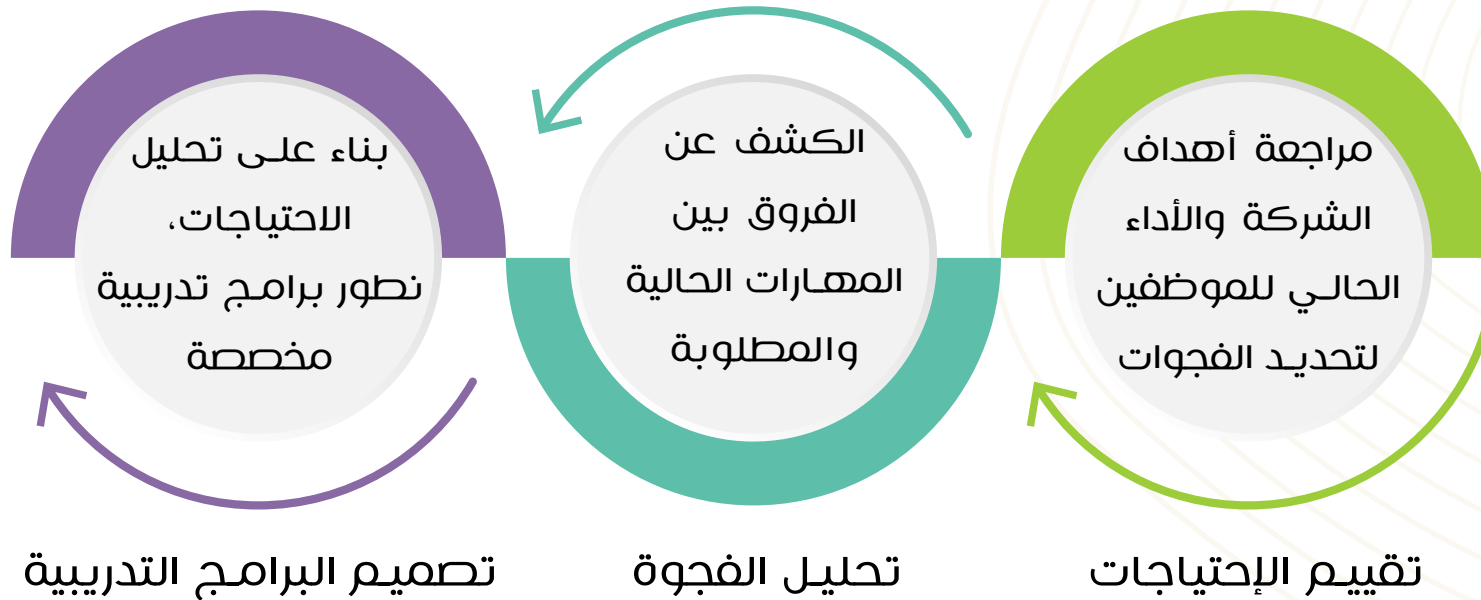 مراجعة أهداف
الشركة والأداء
الحالي للموظفين
لتحديد الفجوات
تقييم الإحتياجات
الكشف عن
الفروق بين
المهارات الحالية
والمطلوبة
تحليل الفجوة
بناء على تحليل
الاحتياجات،
نطور برامج تدريبية
مخصصة
تصميم البرامج التدريبية